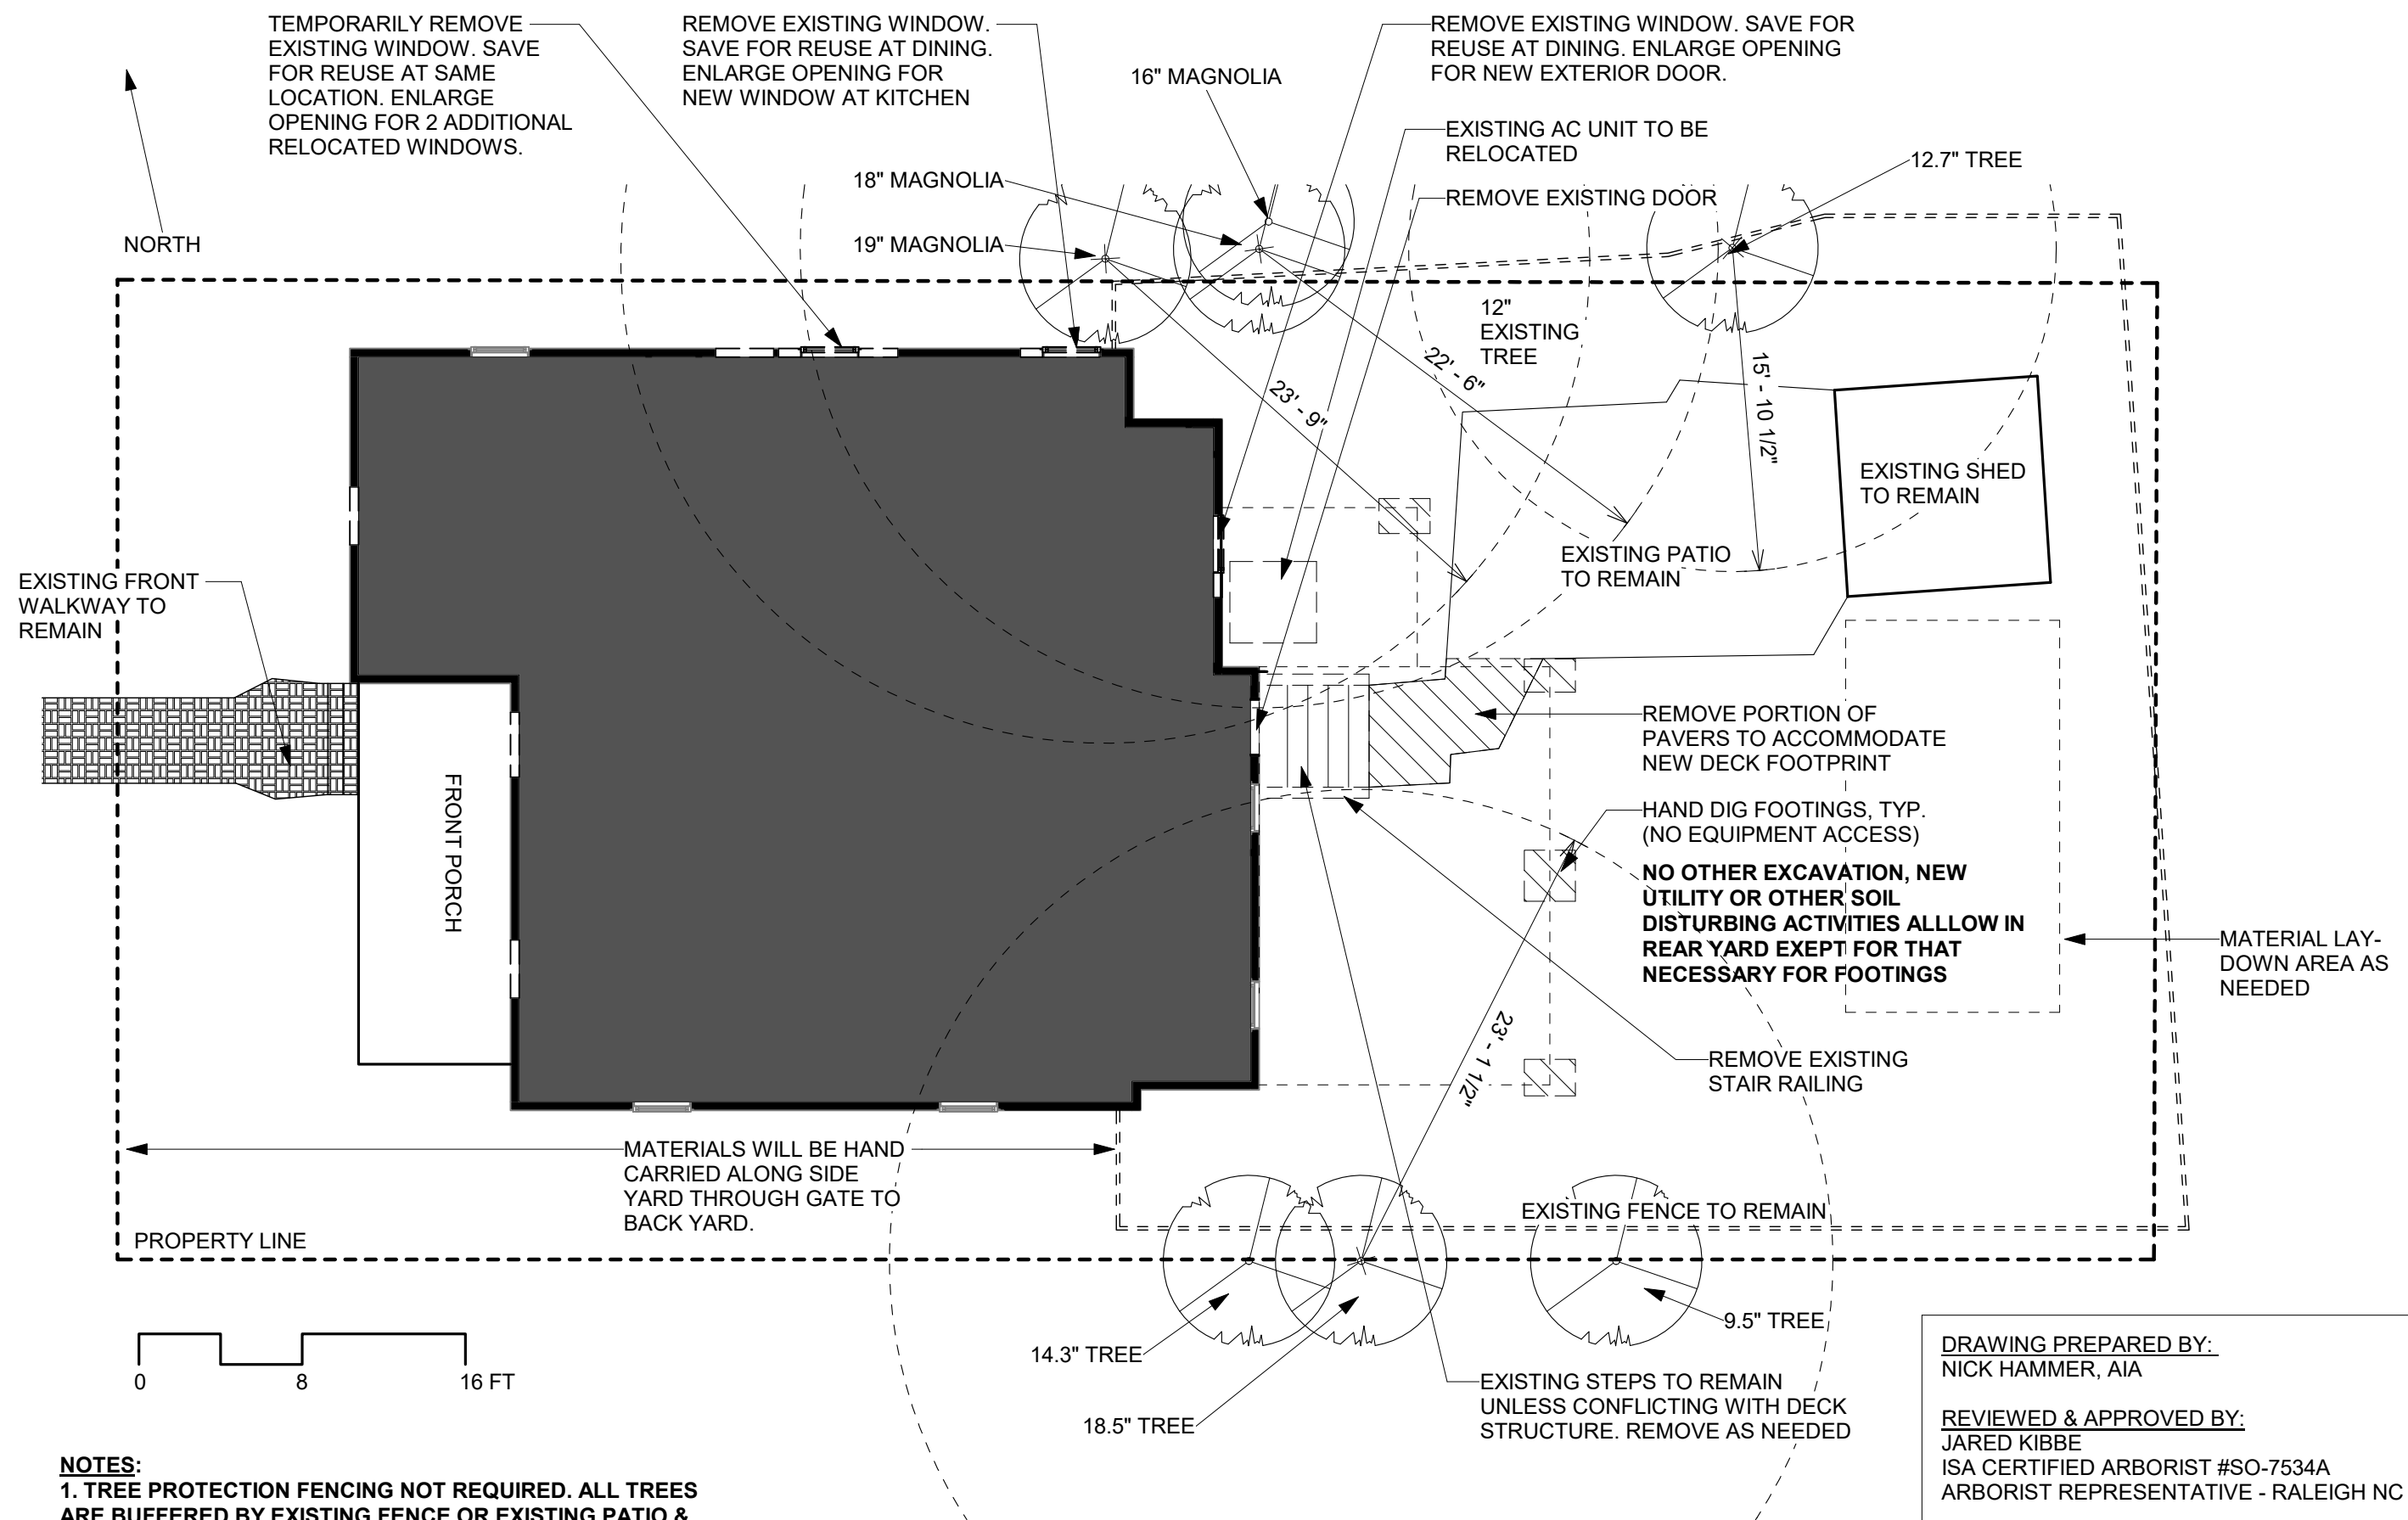 TEMPORARILY REMOVE
EXISTING WINDOW. SAVE
FOR REUSE AT SAME
LOCATION. ENLARGE
OPENING FOR 2 ADDITIONAL
RELOCATED WINDOWS.
REMOVE EXISTING WINDOW.
SAVE FOR REUSE AT DINING.
ENLARGE OPENING FOR
NEW WINDOW AT KITCHEN
16" MAGNOLIA
REMOVE EXISTING WINDOW. SAVE FOR
REUSE AT DINING. ENLARGE OPENING
FOR NEW EXTERIOR DOOR.
EXISTING AC UNIT TO BE
RELOCATED
12.7" TREE
18" MAGNOLIA
REMOVE EXISTING DOOR
19" MAGNOLIA
NORTH
12"
EXISTING
TREE
22' - 6"
23' - 9"
15' - 10 1/2"
EXISTING SHED
TO REMAIN
EXISTING PATIO
TO REMAIN
EXISTING FRONT
WALKWAY TO
REMAIN
FRONT PORCH
REMOVE PORTION OF
PAVERS TO ACCOMMODATE
NEW DECK FOOTPRINT
HAND DIG FOOTINGS, TYP.
(NO EQUIPMENT ACCESS)
NO OTHER EXCAVATION, NEW
UTILITY OR OTHER SOIL
DISTURBING ACTIVITIES ALLLOW IN
REAR YARD EXEPT FOR THAT
NECESSARY FOR FOOTINGS
MATERIAL LAY-
DOWN AREA AS
NEEDED
23' - 1 1/2"
REMOVE EXISTING
STAIR RAILING
MATERIALS WILL BE HAND
CARRIED ALONG SIDE
YARD THROUGH GATE TO
BACK YARD.
EXISTING FENCE TO REMAIN
PROPERTY LINE
9.5" TREE
14.3" TREE
18.5" TREE
EXISTING STEPS TO REMAIN
UNLESS CONFLICTING WITH DECK
STRUCTURE. REMOVE AS NEEDED
0 8 16 FT
DRAWING PREPARED BY:
NICK HAMMER, AIA
REVIEWED & APPROVED BY:
JARED KIBBE
ISA CERTIFIED ARBORIST #SO-7534A
ARBORIST REPRESENTATIVE - RALEIGH NC
NOTES:
1. TREE PROTECTION FENCING NOT REQUIRED. ALL TREES
ARE BUFFERED BY EXISTING FENCE OR EXISTING PATIO &